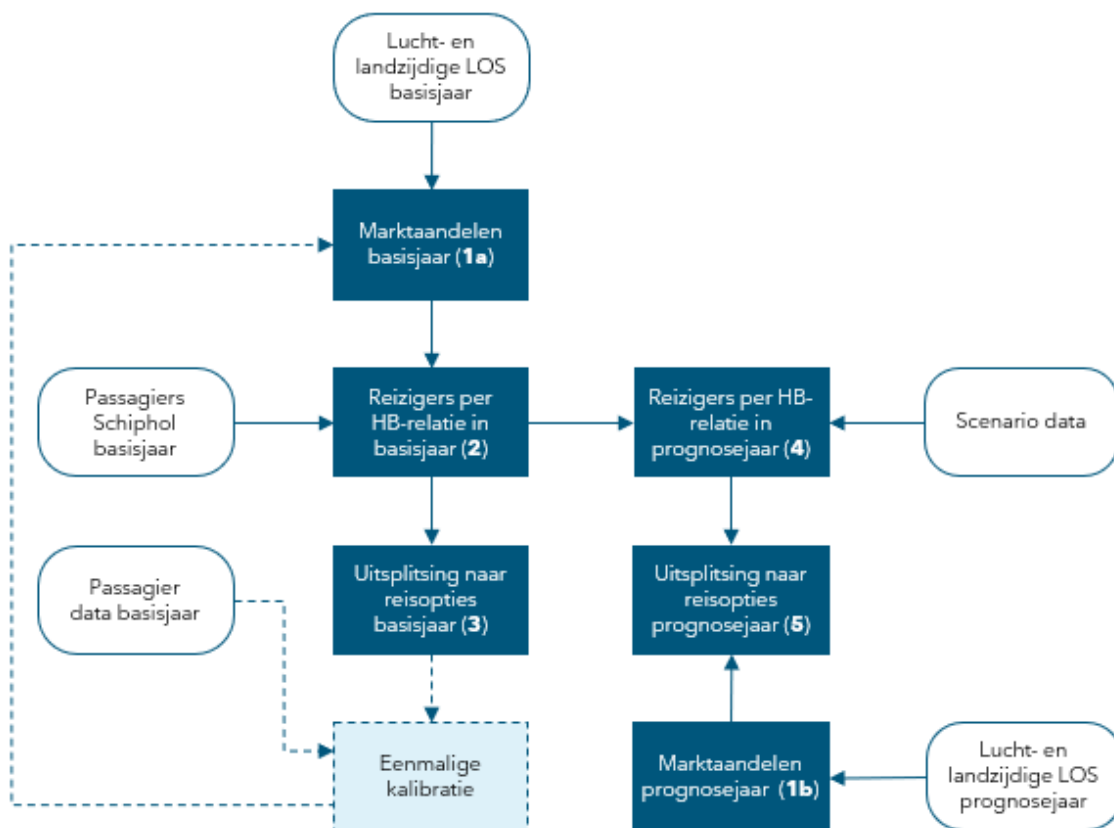 Lucht- en
landzijdige LOS
basisjaar
Marktaandelen
basisjaar (1a)
Passagiers
Schiphol
basisjaar
Reizigers per
HB-relatie in
basisjaar (2)
Reizigers per HB-
relatie in
prognosejaar (4)
Scenario data
Passagier
data basisjaar
Uitsplitsing naar
reisopties
basisjaar (3)
Uitsplitsing naar
reisopties
prognosejaar (5)
Eenmalige
kalibratie
Marktaandelen
prognosejaar (1b)
Lucht- en
landzijdige LOS
prognosejaar